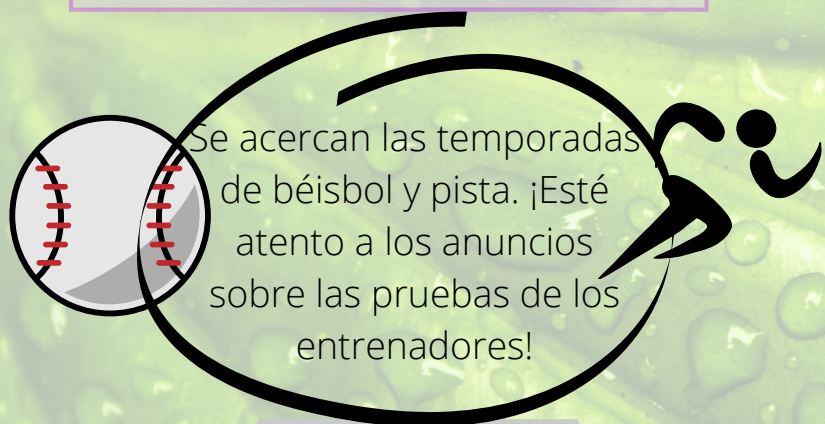 Se acercan las temporadas
de béisbol y pista. ¡Esté
atento a los anuncios
sobre las pruebas de los
entrenadores!